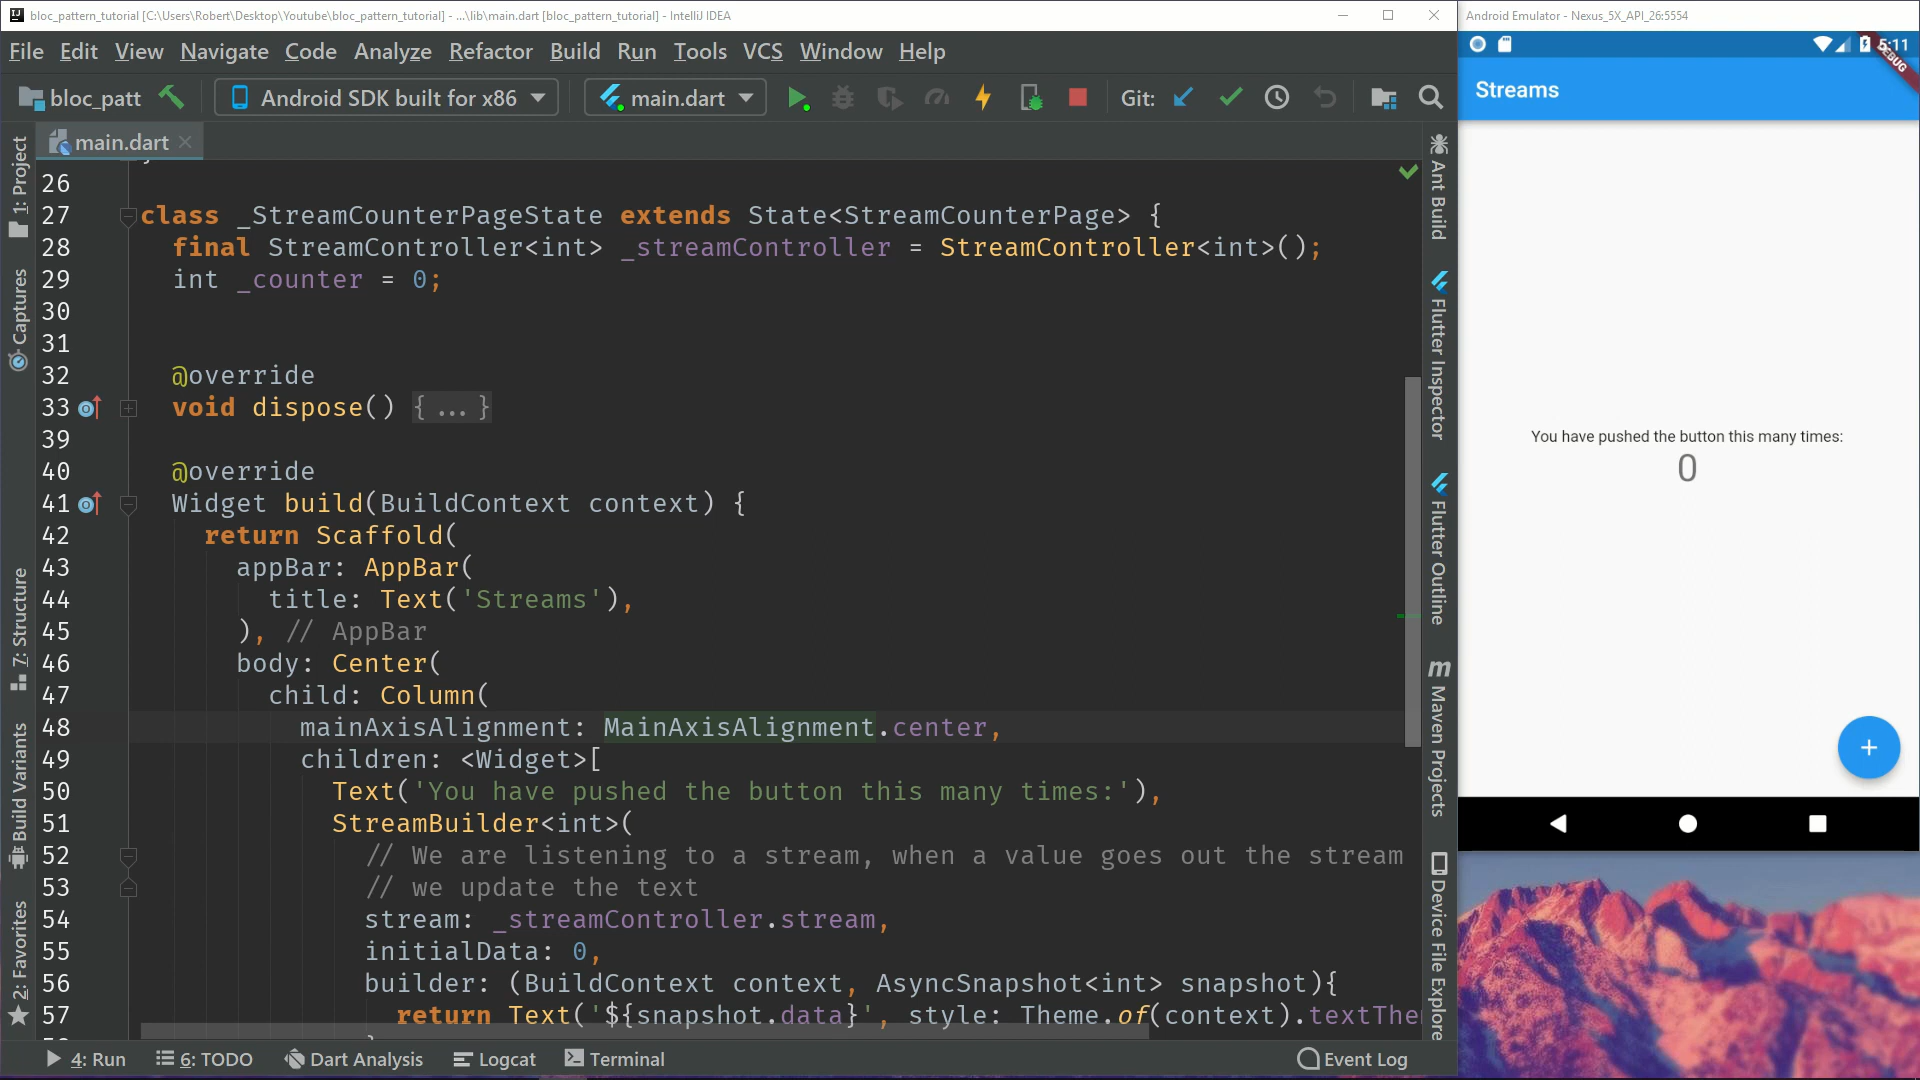 bloc_pattern_tutorial [C:\Users\Robert\Desktop\Youtube\bloc_pattern_tutorial] - ...\lib\main.dart [bloc_pattern_tutorial] - IntelliJ IDEA
Android Emulator - Nexus_5X_API_26:5554
File Edit View Navigate Code Analyze Refactor Build Run Tools VCS Window Help
5:11
DEBUG
bloc_patt
Android SDK built for x86
main.dart
Git:
Streams
main.dart
1: Project
Captures
7: Structure
Build Variants
2: Favorites
26
27 class _StreamCounterPageState extends State<StreamCounterPage> {
28 final StreamController<int> _streamController = StreamController<int>();
29 int _counter = 0;
30
31
32 @override
33 void dispose() {...}
39
40 @override
41 Widget build(BuildContext context) {
42 return Scaffold(
43 appBar: AppBar(
44 title: Text('Streams'),
45 ), // AppBar
46 body: Center(
47 child: Column(
48 mainAxisAlignment: MainAxisAlignment.center,
49 children: <Widget>[
50 Text('You have pushed the button this many times:'),
51 StreamBuilder<int>(
52 // We are listening to a stream, when a value goes out the stream
53 // we update the text
54 stream: _streamController.stream,
55 initialData: 0,
56 builder: (BuildContext context, AsyncSnapshot<int> snapshot){
57 return Text('${snapshot.data}', style: Theme.of(context).textThe
Ant Build
Flutter Inspector
Flutter Outline
Maven Projects
Device File Explore
You have pushed the button this many times:
0
+
4: Run
6: TODO
Dart Analysis
Logcat
Terminal
Event Log